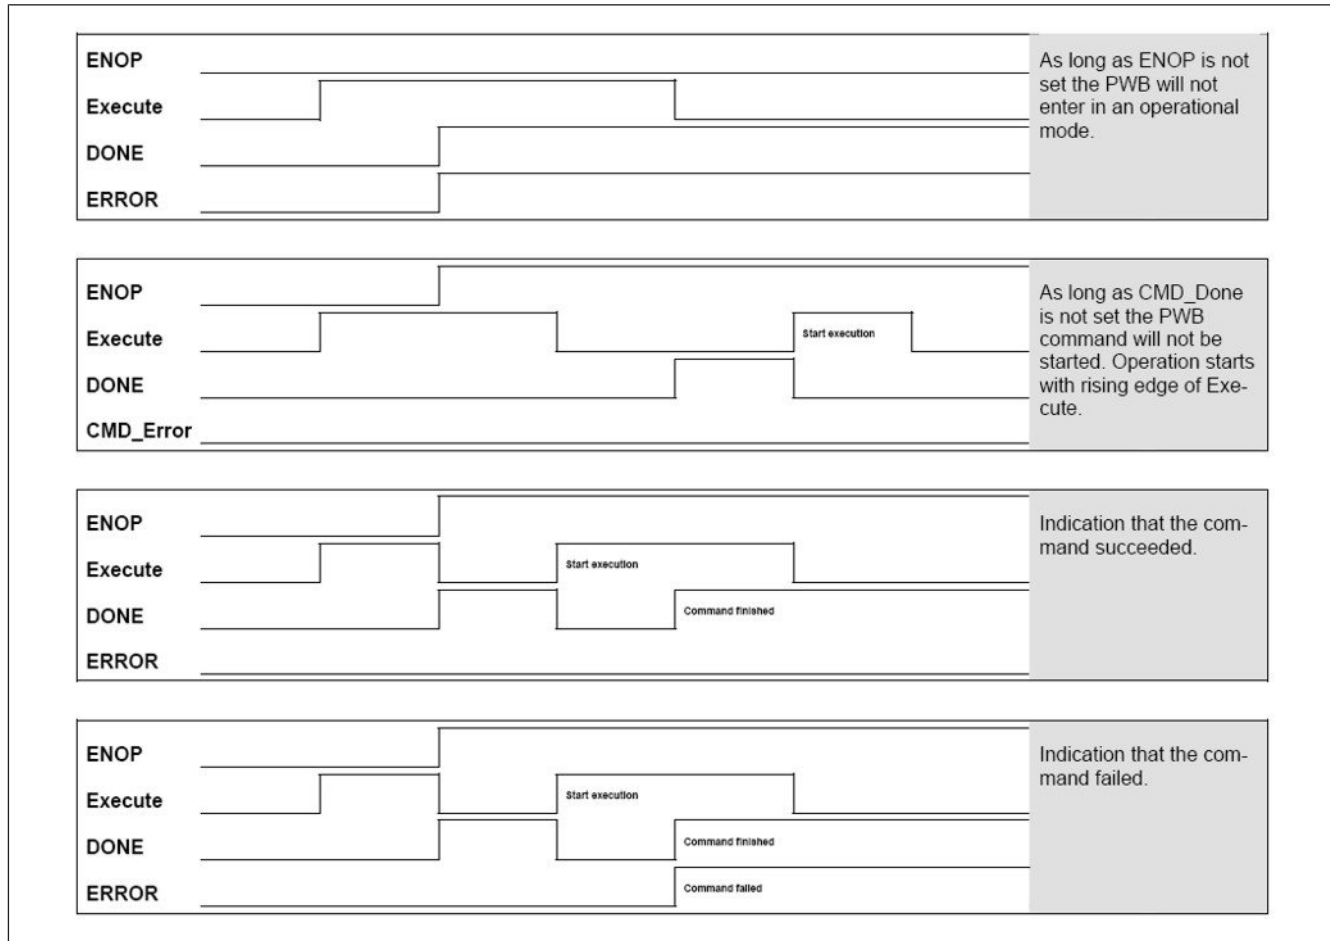 ENOP
Execute
DONE
ERROR
As long as ENOP is not
set the PWB will not
enter in an operational
mode.
ENOP
Execute
Start execution
DONE
CMD_Error
As long as CMD_Done
is not set the PWB
command will not be
started. Operation starts
with rising edge of Exe-
cute.
ENOP
Execute
Start execution
DONE
Command finished
ERROR
Indication that the com-
mand succeeded.
ENOP
Execute
Start execution
DONE
Command finished
ERROR
Command failed
Indication that the com-
mand failed.